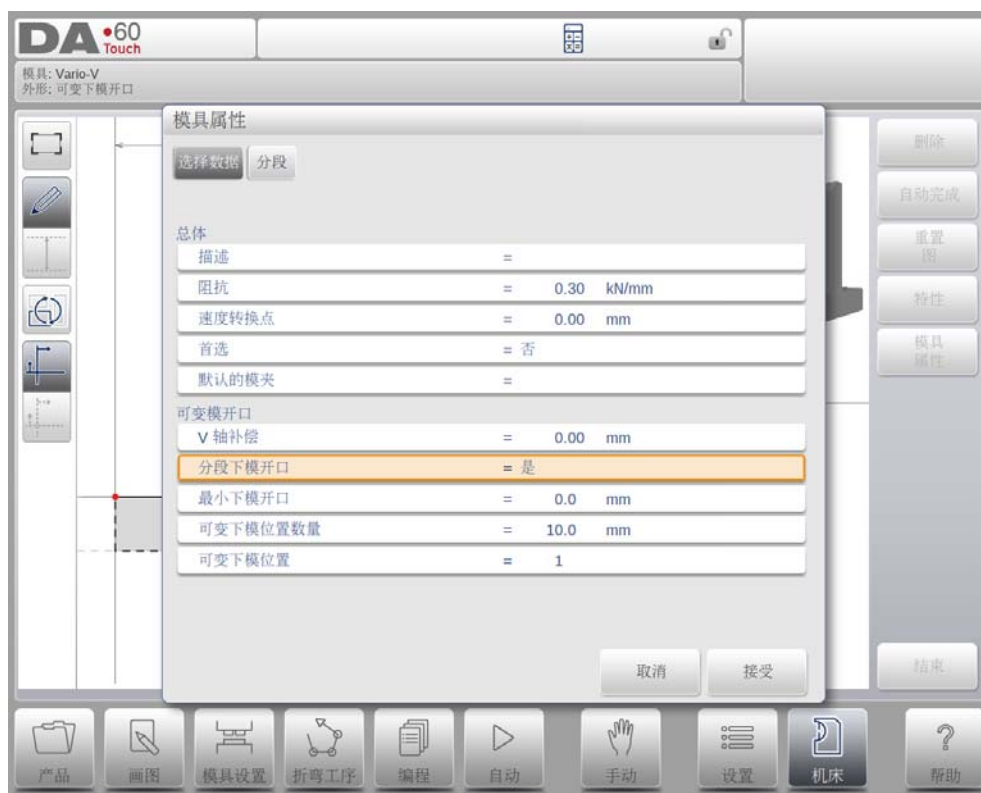 DA•60
Touch
模具: Vario-V
外形: 可变下模开口
模具属性
选择数据 分段
总体
描述 =
阻抗 = 0.30 kN/mm
速度转换点 = 0.00 mm
首选 = 否
默认的模夹 =
可变模开口
V 轴补偿 = 0.00 mm
分段下模开口 = 是
最小下模开口 = 0.0 mm
可变下模位置数量 = 10.0 mm
可变下模位置 = 1
取消 接受
删除
自动完成
重置
图
特性
模具
属性
结束
产品 画图 模具设置 折弯工序 编程 自动 手动 设置 机床 帮助